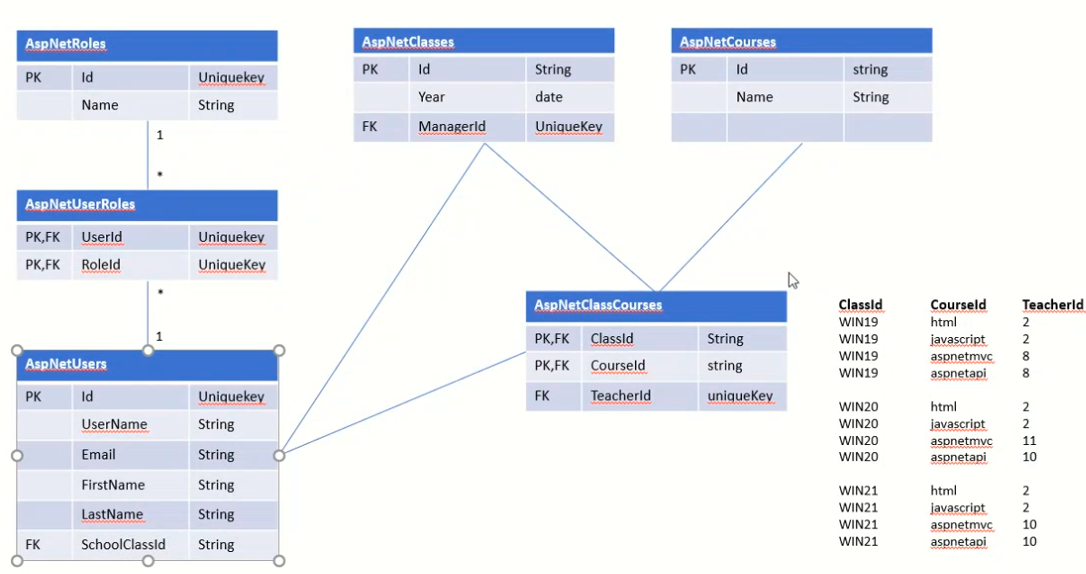 AspNetRoles
PK Id Uniquekey
Name String
1
*
AspNetUserRoles
PK,FK UserId Uniquekey
PK,FK RoleId UniqueKey
*
1
AspNetUsers
PK Id Uniquekey
UserName String
Email String
FirstName String
LastName String
FK SchoolClassId String
AspNetClasses
PK Id String
Year date
FK ManagerId UniqueKey
AspNetCourses
PK Id string
Name String
AspNetClassCourses
PK,FK ClassId String
PK,FK CourseId string
FK TeacherId uniqueKey
ClassId CourseId TeacherId
WIN19 html 2
WIN19 javascript 2
WIN19 aspnetmvc 8
WIN19 aspnetapi 8
WIN20 html 2
WIN20 javascript 2
WIN20 aspnetmvc 11
WIN20 aspnetapi 10
WIN21 html 2
WIN21 javascript 2
WIN21 aspnetmvc 10
WIN21 aspnetapi 10